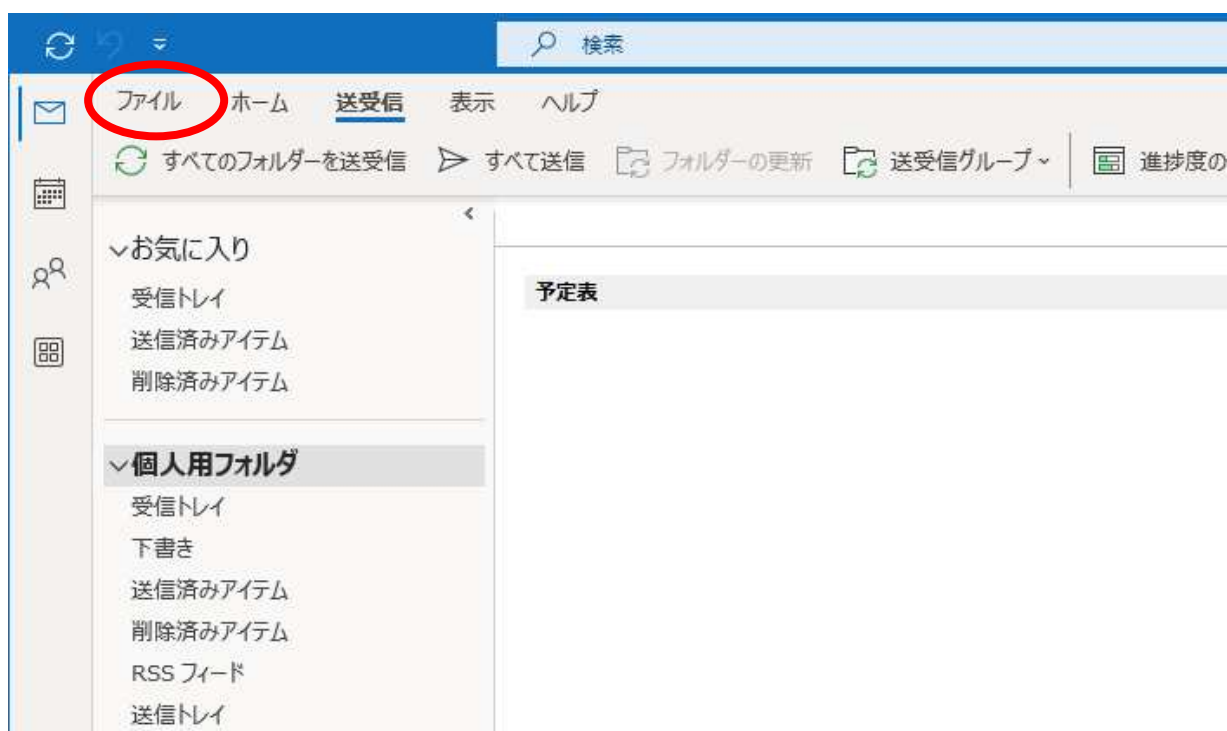 検索
ファイル ホーム 送受信 表示 ヘルプ
すべてのフォルダーを送受信 すべて送信 フォルダーの更新 送受信グループ 進捗度の
お気に入り
受信トレイ
送信済みアイテム
削除済みアイテム
個人用フォルダ
受信トレイ
下書き
送信済みアイテム
削除済みアイテム
RSS フィード
送信トレイ
予定表